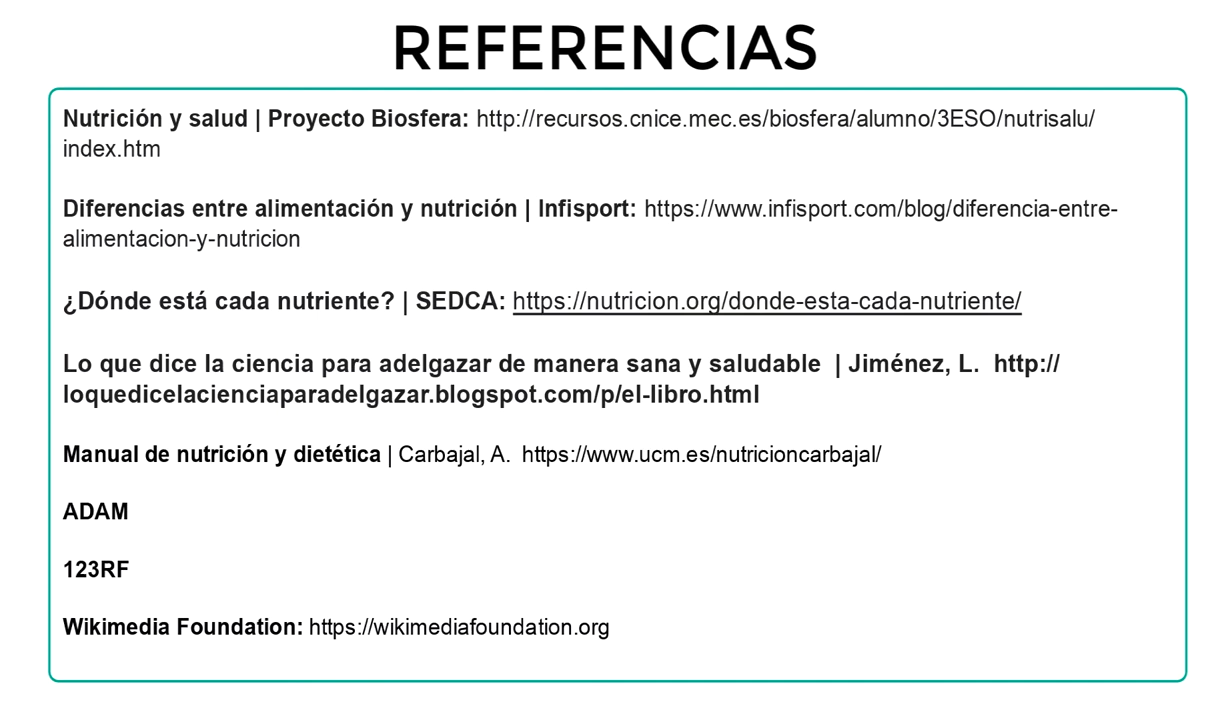 REFERENCIAS
Nutrición y salud | Proyecto Biosfera: http://recursos.cnice.mec.es/biosfera/alumno/3ESO/nutrisalu/
index.htm
Diferencias entre alimentación y nutrición | Infisport: https://www.infisport.com/blog/diferencia-entre-
alimentacion-y-nutricion
¿Dónde está cada nutriente? | SEDCA: https://nutricion.org/donde-esta-cada-nutriente/
Lo que dice la ciencia para adelgazar de manera sana y saludable | Jiménez, L. http://
loquedicelacienciaparadelgazar.blogspot.com/p/el-libro.html
Manual de nutrición y dietética | Carbajal, A. https://www.ucm.es/nutricioncarbajal/
ADAM
123RF
Wikimedia Foundation: https://wikimediafoundation.org